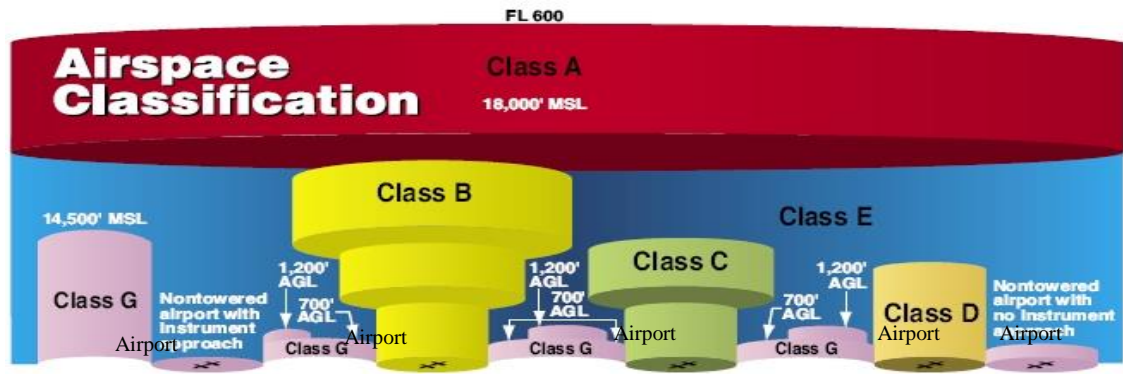 FL 600
Airspace
Classification
Class A
18,000' MSL
Class B
Class E
14,500' MSL
Class C
1,200'
AGL
1,200'
AGL
1,200'
AGL
Class G
Nontowered
airport with
Instrument
700'
AGL
700'
AGL
700'
AGL
Class D
Nontowered
airport with
no Instrument
Airport
Airport
Class G
Class G
Airport
Class G
Airport
Airport